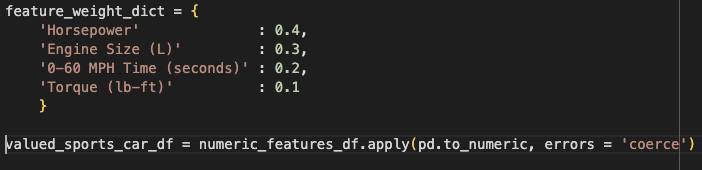 feature_weight_dict = {
    'Horsepower'            : 0.4,
    'Engine Size (L)'       : 0.3,
    '0-60 MPH Time (seconds)' : 0.2,
    'Torque (lb-ft)'        : 0.1
    }
valued_sports_car_df = numeric_features_df.apply(pd.to_numeric, errors = 'coerce')